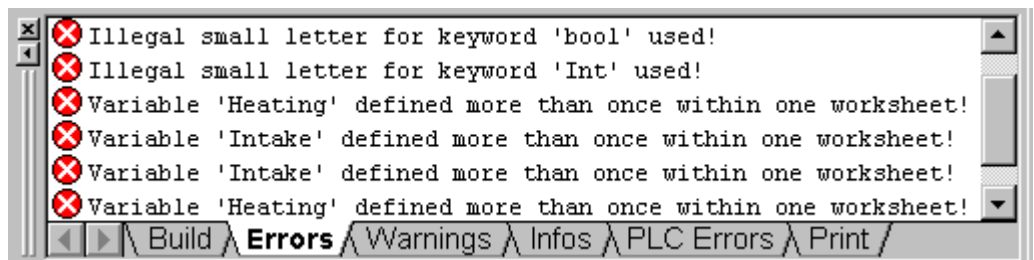 Illegal small letter for keyword 'bool' used!
Illegal small letter for keyword 'Int' used!
Variable 'Heating' defined more than once within one worksheet!
Variable 'Intake' defined more than once within one worksheet!
Variable 'Intake' defined more than once within one worksheet!
Variable 'Heating' defined more than once within one worksheet!
Build Errors Warnings Infos PLC Errors Print